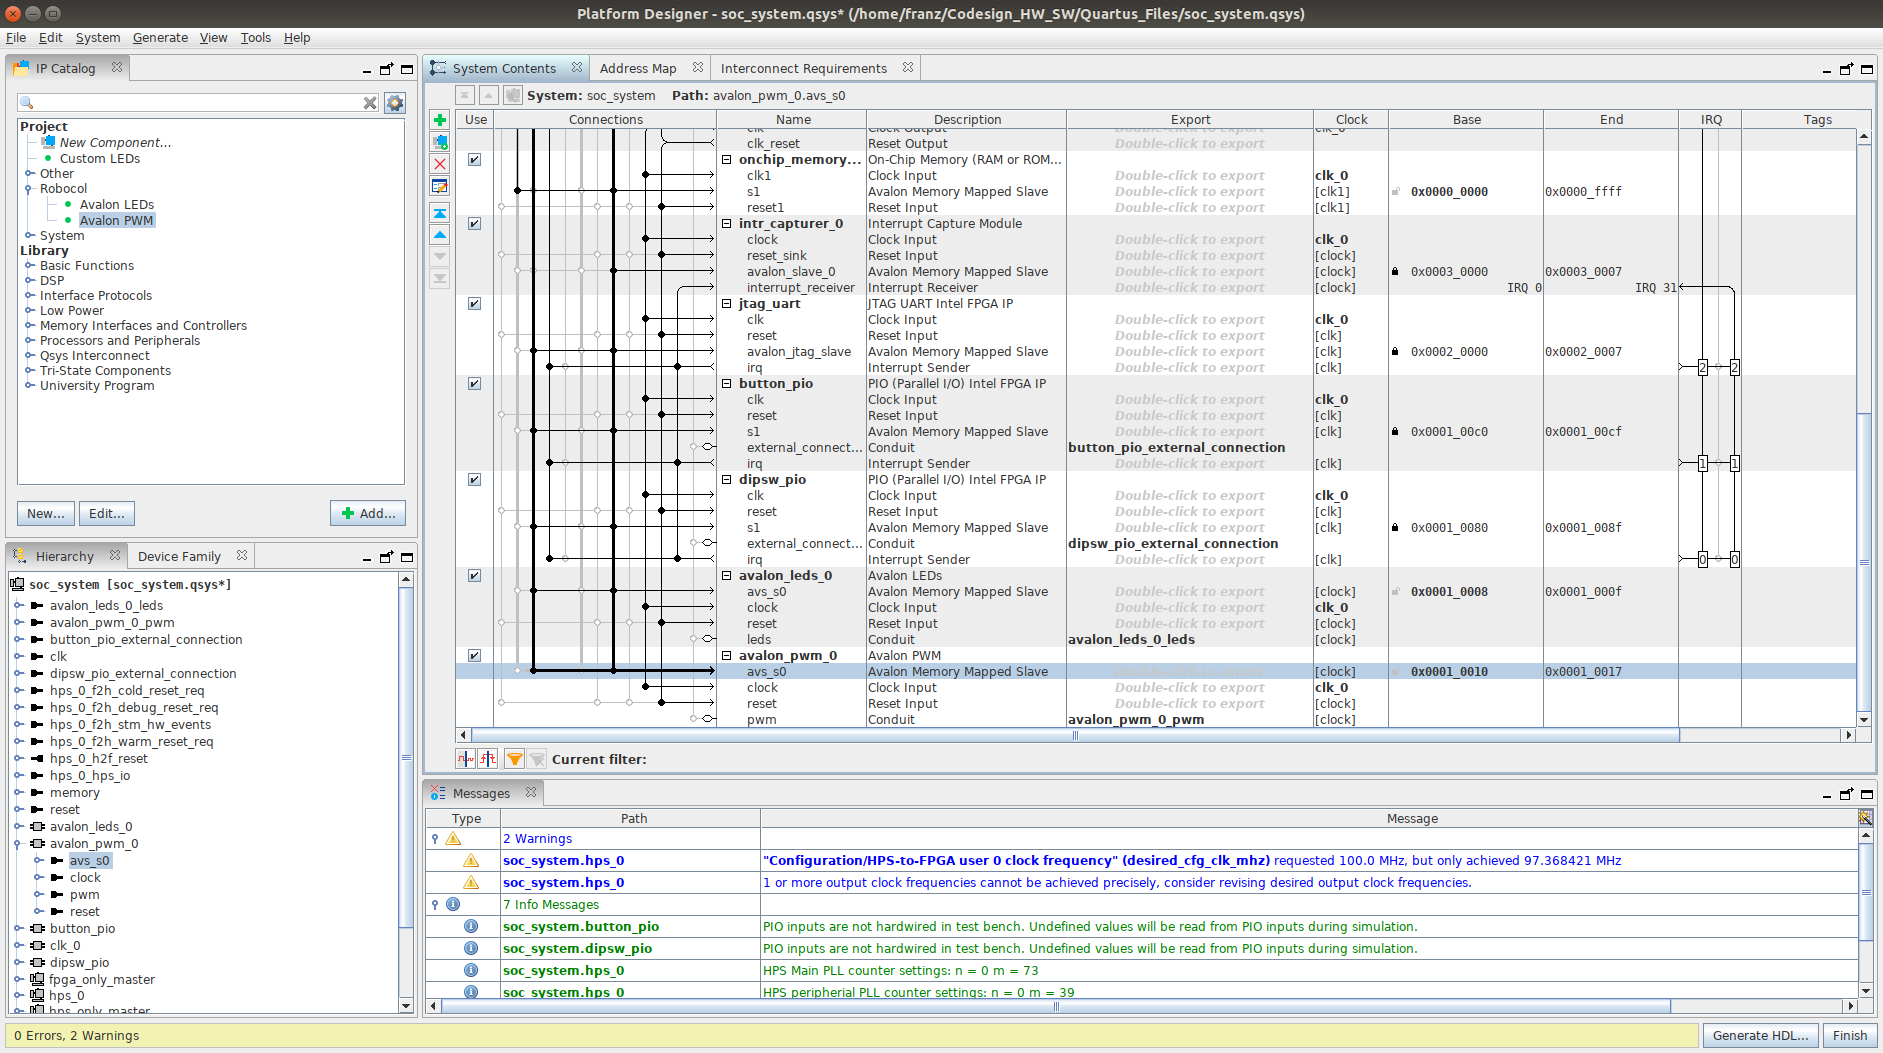 Platform Designer - soc_system.qsys* (/home/franz/Codesign_HW_SW/Quartus_Files/soc_system.qsys)
File Edit System Generate View Tools Help
IP Catalog
Project
New Component...
Custom LEDs
Other
Robocol
Avalon LEDs
Avalon PWM
System
Library
Basic Functions
DSP
Interface Protocols
Low Power
Memory Interfaces and Controllers
Processors and Peripherals
Qsys Interconnect
Tri-State Components
University Program
New... Edit... Add...
Hierarchy Device Family
soc_system [soc_system.qsys*]
avalon_leds_0_leds
avalon_pwm_0_pwm
button_pio_external_connection
clk
dipsw_pio_external_connection
hps_0_f2h_cold_reset_req
hps_0_f2h_debug_reset_req
hps_0_f2h_stm_hw_events
hps_0_f2h_warm_reset_req
hps_0_h2f_reset
hps_0_hps_io
memory
reset
avalon_leds_0
avalon_pwm_0
avs_s0
clock
pwm
reset
button_pio
clk_0
dipsw_pio
fpga_only_master
hps_0
hps_only_master
System Contents Address Map Interconnect Requirements
System: soc_system Path: avalon_pwm_0.avs_s0
Use Connections Name Description Export Clock Base End IRQ Tags
clk Clock Output Double-click to export clk_0
clk_reset Reset Output Double-click to export
onchip_memory... On-Chip Memory (RAM or ROM...
clk1 Clock Input Double-click to export clk_0
s1 Avalon Memory Mapped Slave Double-click to export [clk1] 0x0000_0000 0x0000_ffff
reset1 Reset Input Double-click to export [clk1]
intr_capturer_0 Interrupt Capture Module
clock Clock Input Double-click to export clk_0
reset_sink Reset Input Double-click to export [clock]
avalon_slave_0 Avalon Memory Mapped Slave Double-click to export [clock] 0x0003_0000 0x0003_0007
interrupt_receiver Interrupt Receiver Double-click to export [clock] IRQ 0 IRQ 31
jtag_uart JTAG UART Intel FPGA IP
clk Clock Input Double-click to export clk_0
reset Reset Input Double-click to export [clk]
avalon_jtag_slave Avalon Memory Mapped Slave Double-click to export [clk] 0x0002_0000 0x0002_0007
irq Interrupt Sender Double-click to export [clk] 2 2
button_pio PIO (Parallel I/O) Intel FPGA IP
clk Clock Input Double-click to export clk_0
reset Reset Input Double-click to export [clk]
s1 Avalon Memory Mapped Slave Double-click to export [clk] 0x0001_00c0 0x0001_00cf
external_connect... Conduit button_pio_external_connection
irq Interrupt Sender Double-click to export [clk] 1 1
dipsw_pio PIO (Parallel I/O) Intel FPGA IP
clk Clock Input Double-click to export clk_0
reset Reset Input Double-click to export [clk]
s1 Avalon Memory Mapped Slave Double-click to export [clk] 0x0001_0080 0x0001_008f
external_connect... Conduit dipsw_pio_external_connection
irq Interrupt Sender Double-click to export [clk] 0 0
avalon_leds_0 Avalon LEDs
avs_s0 Avalon Memory Mapped Slave Double-click to export [clock] 0x0001_0008 0x0001_000f
clock Clock Input Double-click to export clk_0
reset Reset Input Double-click to export [clock]
leds Conduit avalon_leds_0_leds [clock]
avalon_pwm_0 Avalon PWM
avs_s0 Avalon Memory Mapped Slave Double-click to export [clock] 0x0001_0010 0x0001_0017
clock Clock Input Double-click to export clk_0
reset Reset Input Double-click to export [clock]
pwm Conduit avalon_pwm_0_pwm [clock]
Current filter:
Messages
Type Path Message
2 Warnings
soc_system.hps_0 "Configuration/HPS-to-FPGA user 0 clock frequency" (desired_cfg_clk_mhz) requested 100.0 MHz, but only achieved 97.368421 MHz
soc_system.hps_0 1 or more output clock frequencies cannot be achieved precisely, consider revising desired output clock frequencies.
7 Info Messages
soc_system.button_pio PIO inputs are not hardwired in test bench. Undefined values will be read from PIO inputs during simulation.
soc_system.dipsw_pio PIO inputs are not hardwired in test bench. Undefined values will be read from PIO inputs during simulation.
soc_system.hps_0 HPS Main PLL counter settings: n = 0 m = 73
soc_system.hps_0 HPS peripherial PLL counter settings: n = 0 m = 39
0 Errors, 2 Warnings
Generate HDL... Finish